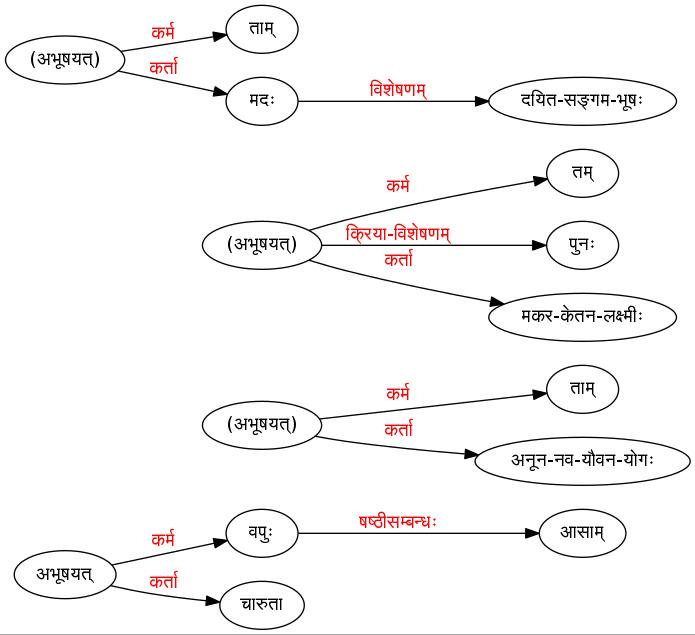 कर्म
ताम्
(अभूषयत्)
कर्ता
मदः
विशेषणम्
दयित-सङ्गम-भूषः
कर्म
तम्
(अभूषयत्)
क्रिया-विशेषणम्
पुनः
कर्ता
मकर-केतन-लक्ष्मीः
कर्म
ताम्
(अभूषयत्)
कर्ता
अनून-नव-यौवन-योगः
कर्म
वपुः
षष्ठीसम्बन्धः
आसाम्
अभूषयत्
कर्ता
चारुता